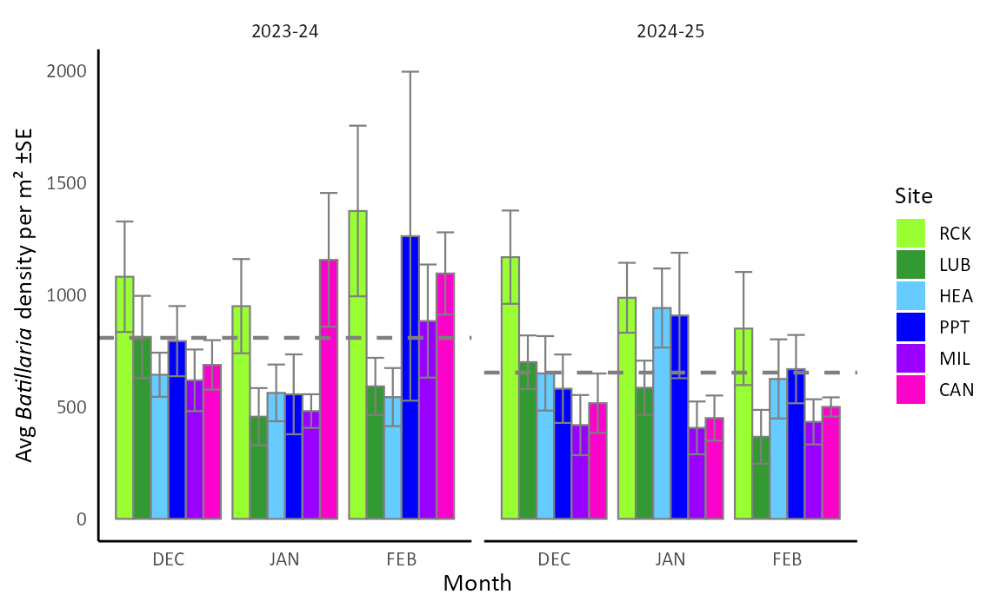 2023-24
2024-25
Avg Batillaria density per m² ±SE
2000
1500
1000
500
0
DEC
JAN
FEB
DEC
JAN
FEB
Month
Site
RCK
LUB
HEA
PPT
MIL
CAN